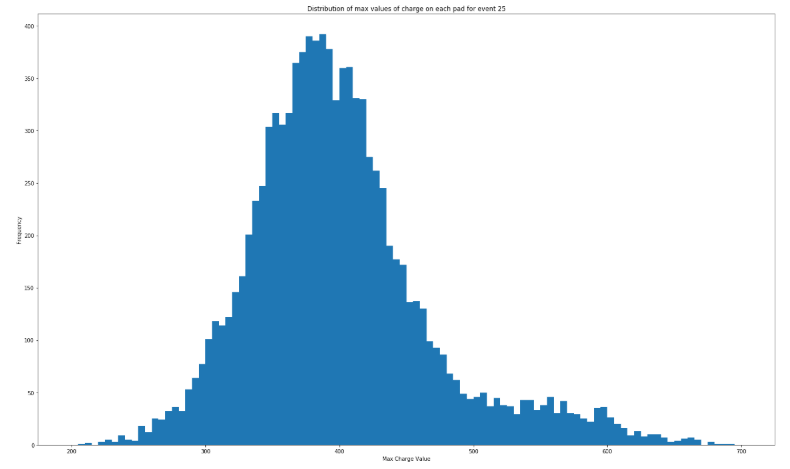 Distribution of max values of charge on each pad for event 25
400
350
300
250
200
150
100
50
0
Frequency
200 300 400 500 600 700
Max Charge Value